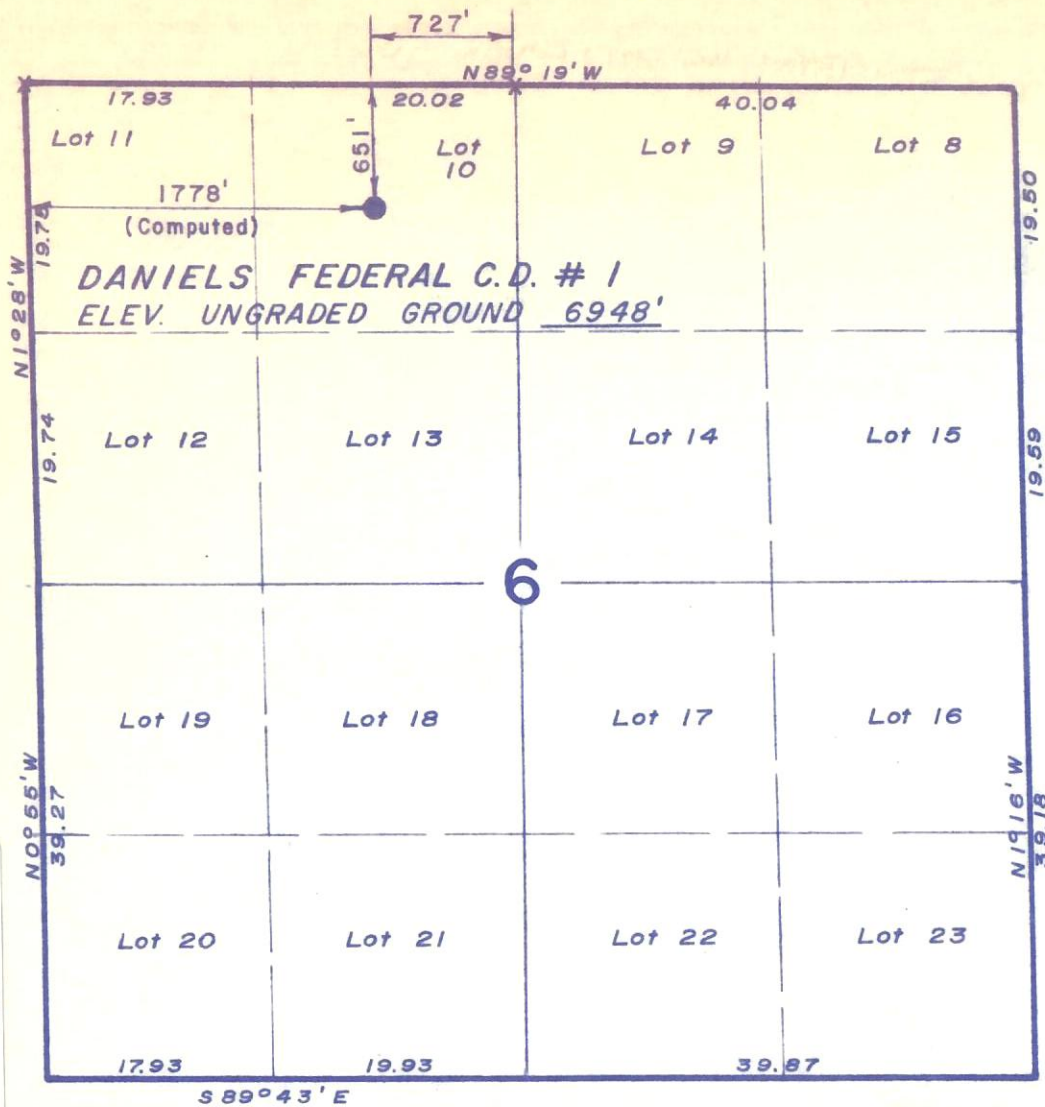 727'
N89°19'W
17.93
20.02
40.04
Lot 11
Lot
10
Lot 9
Lot 8
651'
1778'
(Computed)
19.75
19.50
DANIELS FEDERAL C.D. # 1
ELEV. UNGRADED GROUND 6948'
N1°28'W
Lot 12
Lot 13
Lot 14
Lot 15
19.74
19.59
6
Lot 19
Lot 18
Lot 17
Lot 16
N0°55'W
39.27
N1°16'W
39.18
Lot 20
Lot 21
Lot 22
Lot 23
17.93
19.93
39.87
S89°43'E